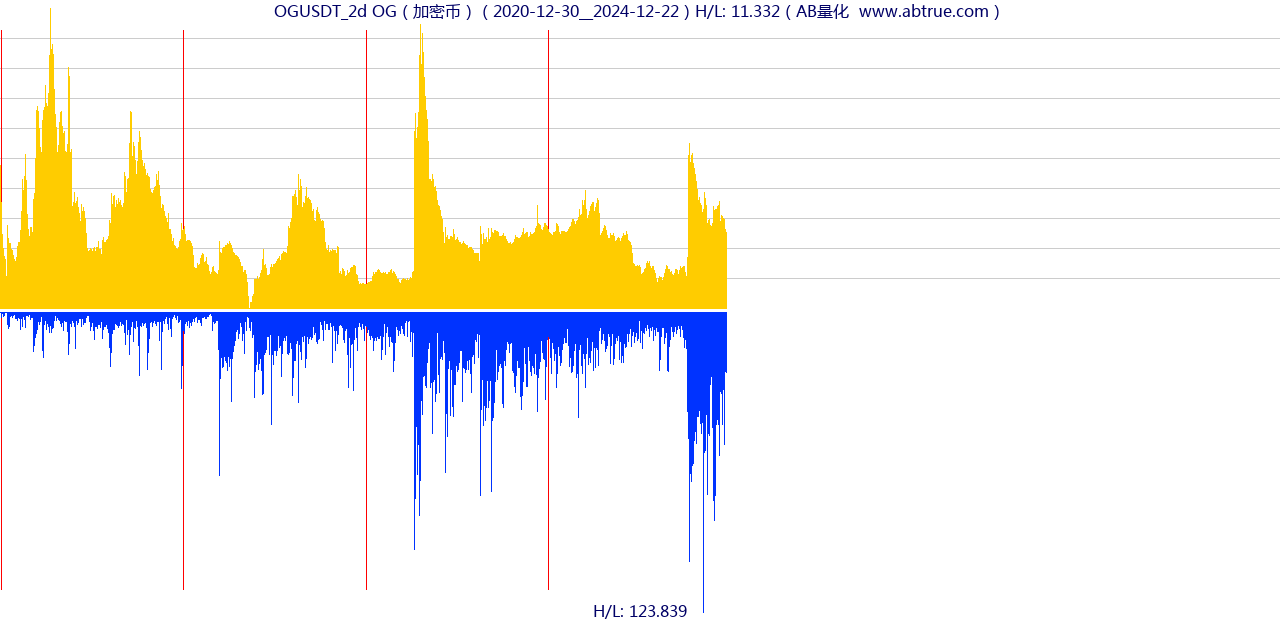 OGUSDT_2d OG ( 加密币 ) ( 2020-12-30__2024-12-22 ) H/L: 11.332 ( AB量化  www.abtrue.com )
H/L: 123.839